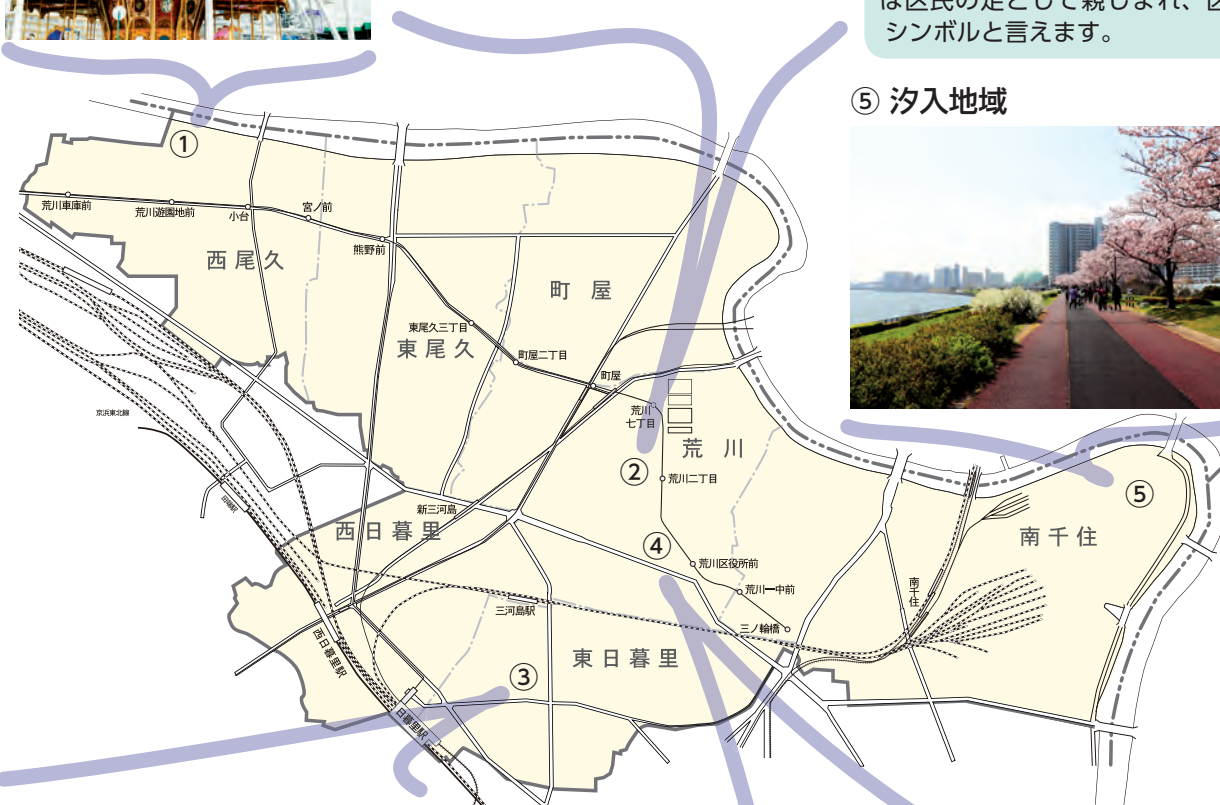 は区民の足として親しまれ、区
シンボルと言えます。
⑤ 汐入地域
①
荒川車庫前
荒川遊園地前
小台
宮ノ前
熊野前
西尾久
町屋
東尾久三丁目
東尾久
町屋二丁目
町屋
京浜東北線
荒川
七丁目
荒川
②
荒川二丁目
⑤
田端駅
新三河島
西日暮里
④
南千住
荒川区役所前
南千住
荒川一中前
三河島駅
三ノ輪橋
西日暮里駅
東日暮里
③
日暮里駅